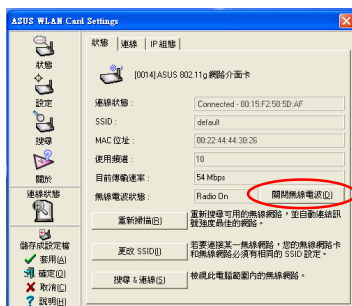 ASUS WLAN Card Settings
狀態
設定
搜尋
關於
連線狀態
儲存成設定檔
套用(A)
確定(O)
取消(C)
說明(H)
狀態 連線 IP 組態
[0014] ASUS 802.11g 網路介面卡
連線狀態 : Connected - 00:15:F2:50:5D:AF
SSID : default
MAC 位址 : 00:22:44:44:30:26
使用頻道 : 10
目前傳輸速率 : 54 Mbps
無線電波狀態 : Radio On 關閉無線電波(D)
重新掃描(R) 重新搜尋可用的無線網路，並自動連結訊
號強度最佳的網路。
更改 SSID(I) 若要連接某一無線網路，您的無線網路卡
和無線網路必須有相同的 SSID 設定。
搜尋 & 連線(S) 檢視此電腦範圍內的無線網路。